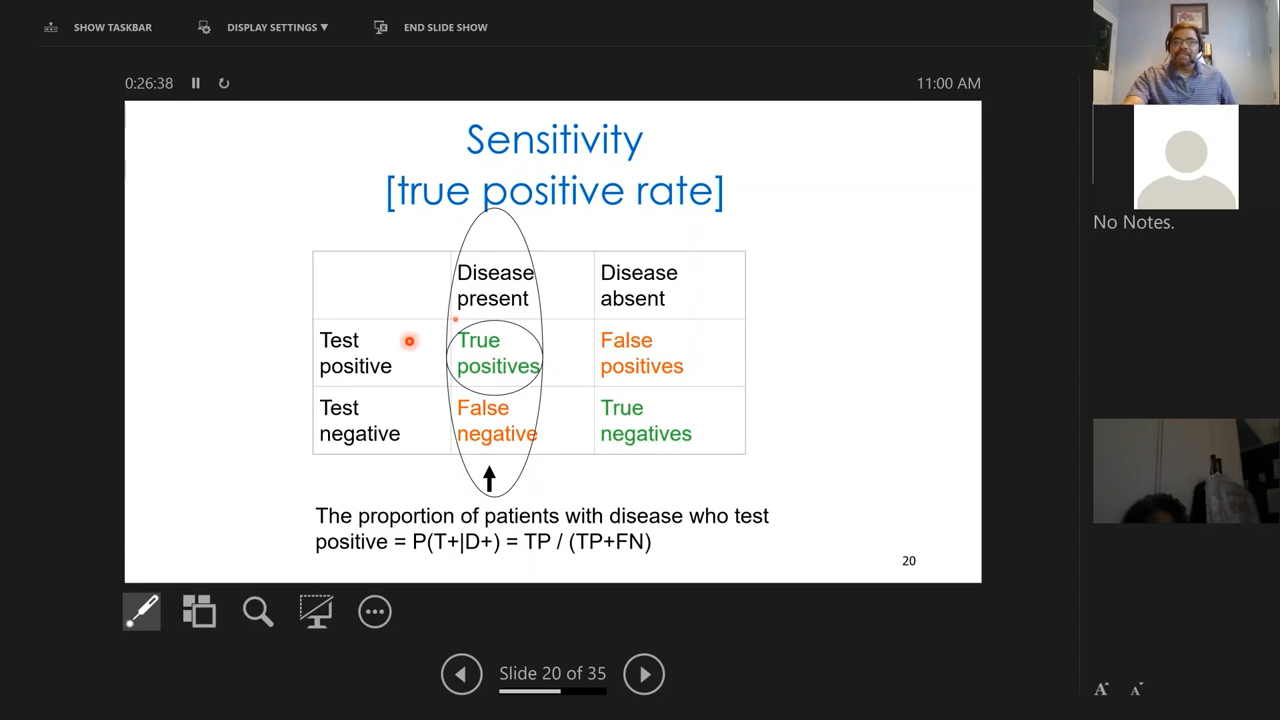 SHOW TASKBAR
DISPLAY SETTINGS ▼
END SLIDE SHOW
0:26:38
11:00 AM
Sensitivity
[true positive rate]
Disease present
Disease absent
Test positive
True positives
False positives
Test negative
False negative
True negatives
The proportion of patients with disease who test
positive = P(T+|D+) = TP / (TP+FN)
20
No Notes.
Slide 20 of 35
A A